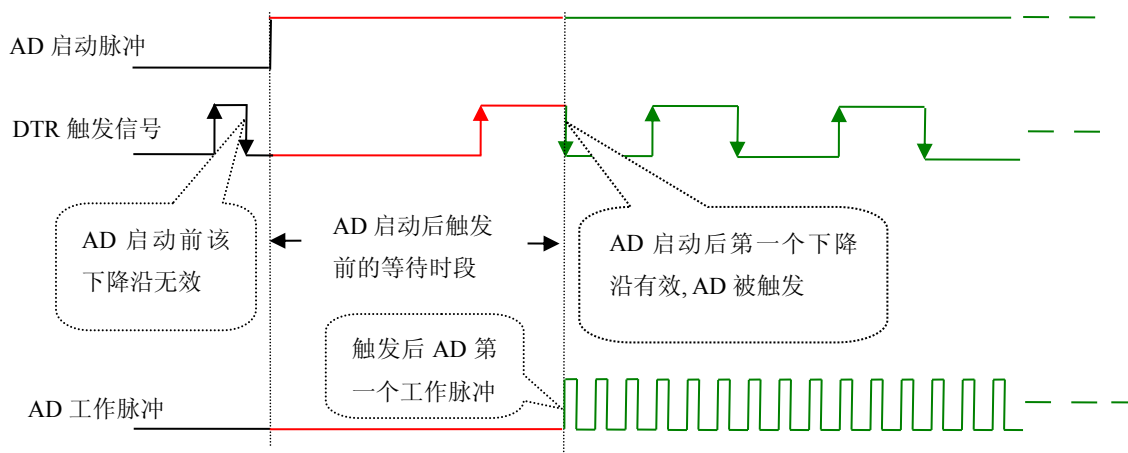 AD 启动脉冲
DTR 触发信号
AD 启动前该
下降沿无效
AD 启动后触发
前的等待时段
AD 启动后第一个下降
沿有效, AD 被触发
触发后 AD 第
一个工作脉冲
AD 工作脉冲